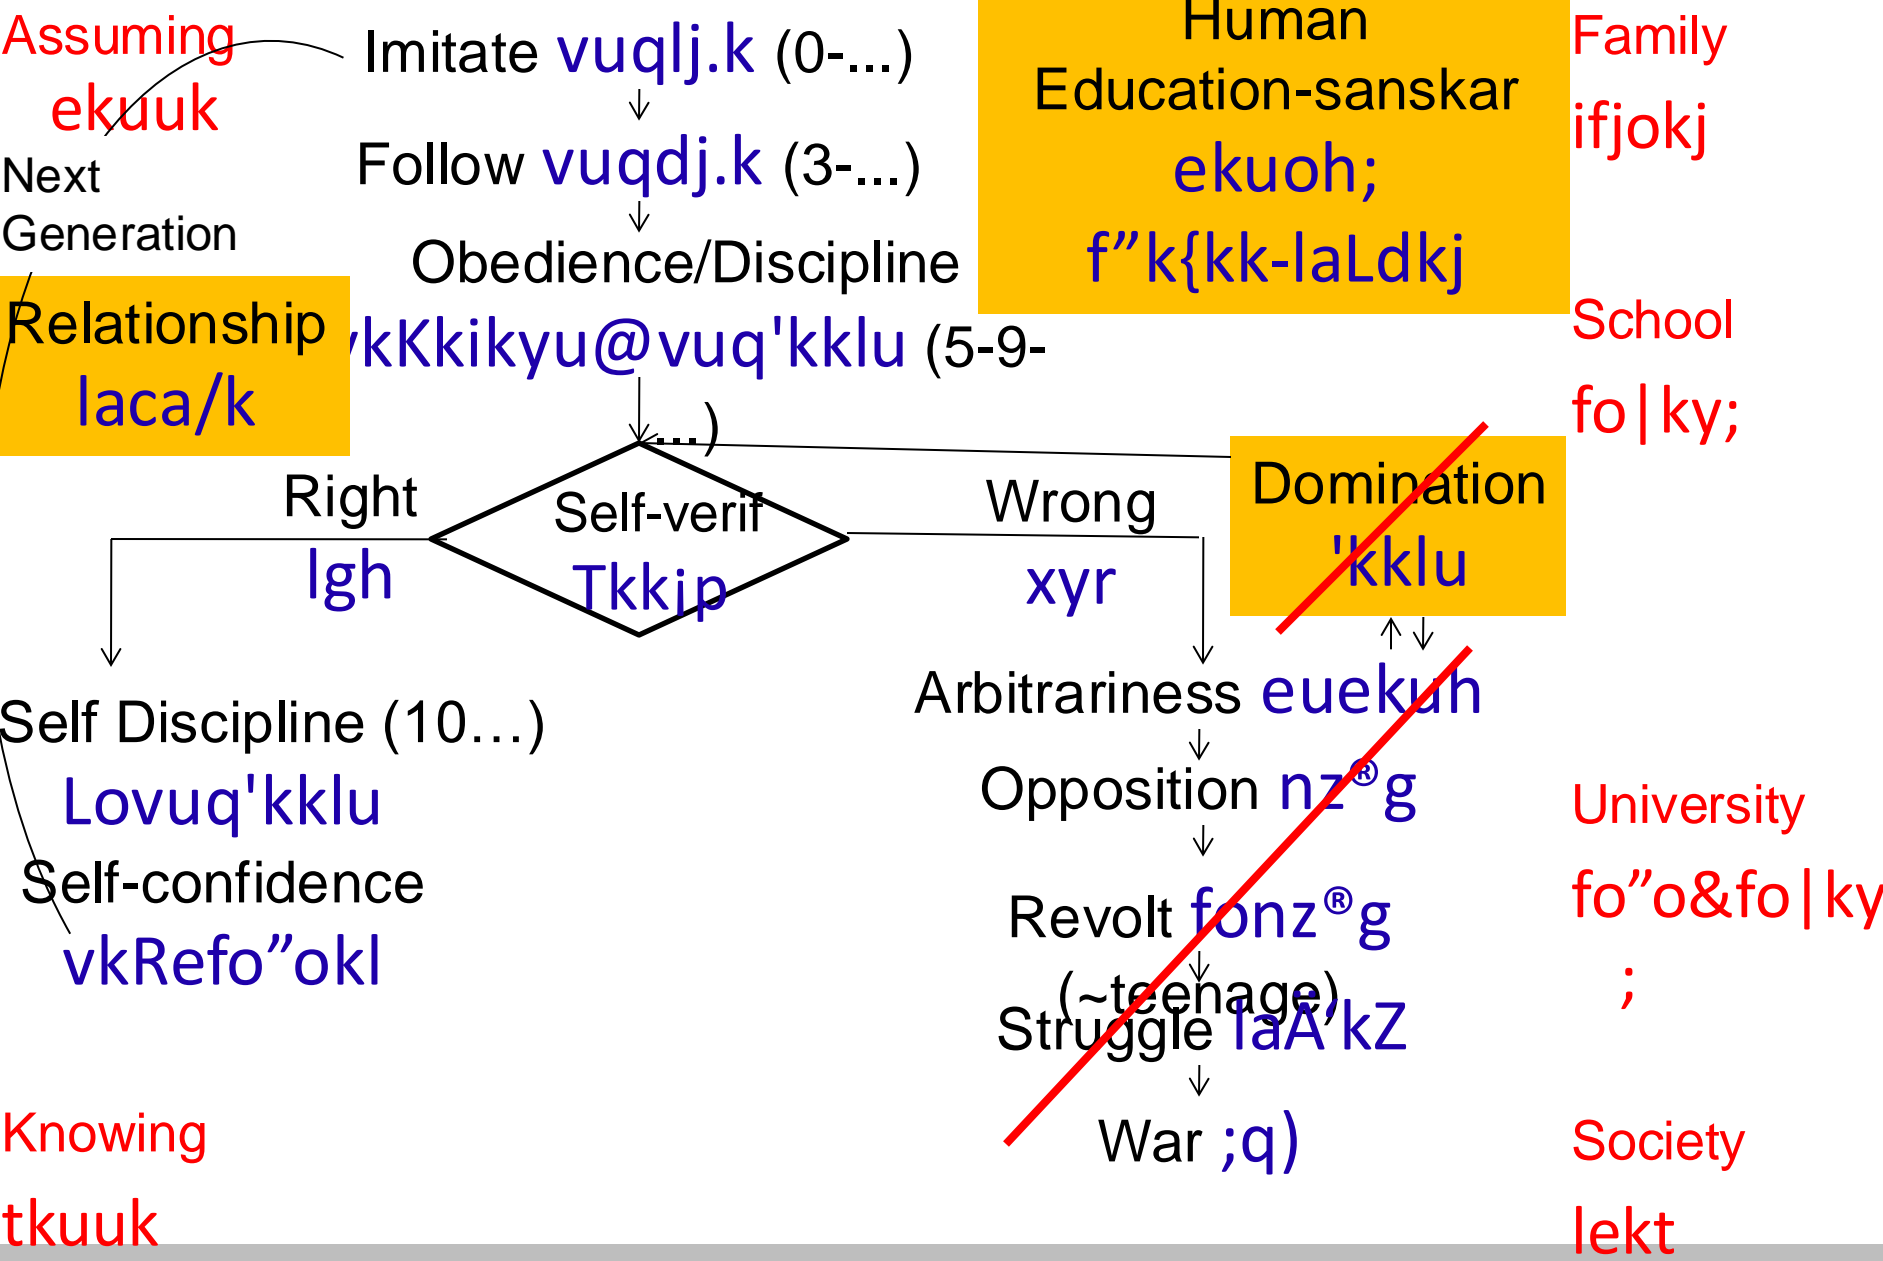 Assuming
ekuuk
Next
Generation
Relationship
laca/k
Imitate vuqlj.k (0-...)
Follow vuqdj.k (3-...)
Obedience/Discipline
vkKkikyu@vuq'kklu (5-9-
...)
Human
Education-sanskar
ekuoh;
f”k{kk-laLdkj
Family
ifjokj
School
fo|ky;
Right
lgh
Self-verif
Tkkip
Wrong
xyr
Domination
'kklu
Self Discipline (10…)
Lovuq'kklu
Self-confidence
vkRefo”okl
Arbitrariness euekuh
Opposition nz®g
Revolt fonz®g
(~teenage)
Struggle laÄ’kZ
War ;q)
University
fo”o&fo|ky
;
Knowing
tkuuk
Society
lekt